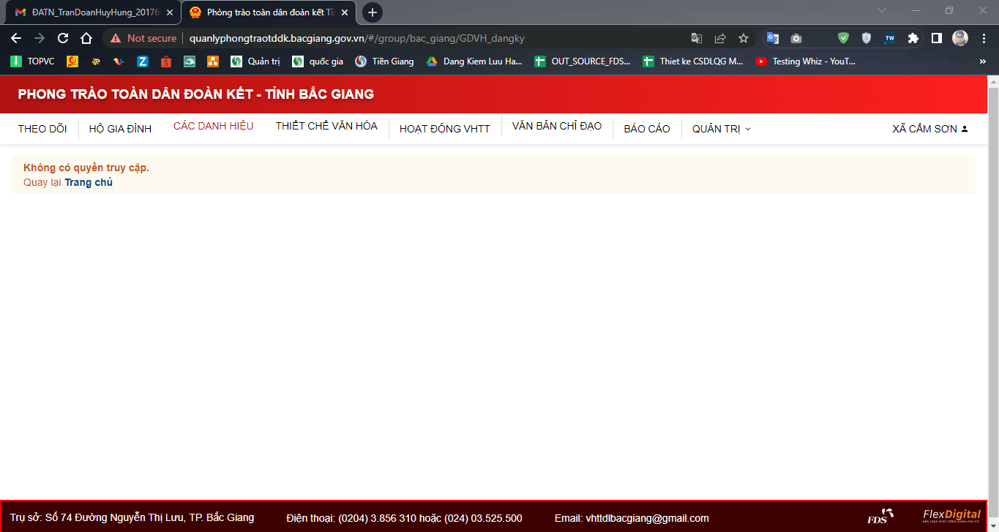 ĐATN_TranDoanHuyHung_20176
Phòng trào toàn dân đoàn kết Tỉn
Not secure
quanlyphongtraotddk.bacgiang.gov.vn/#/group/bac_giang/GDVH_dangky
TOPVC
Quản trị
quốc gia
Tiền Giang
Dang Kiem Luu Ha...
OUT_SOURCE_FDS...
Thiet ke CSDLQG M...
Testing Whiz - YouT...
PHONG TRÀO TOÀN DÂN ĐOÀN KẾT - TỈNH BẮC GIANG
THEO DÕI
HỘ GIA ĐÌNH
CÁC DANH HIỆU
THIẾT CHẾ VĂN HÓA
HOẠT ĐỘNG VHTT
VĂN BẢN CHỈ ĐẠO
BÁO CÁO
QUẢN TRỊ
XÃ CẤM SƠN
Không có quyền truy cập.
Quay lại Trang chủ
Trụ sở: Số 74 Đường Nguyễn Thị Lưu, TP. Bắc Giang
Điện thoại: (0204) 3.856 310 hoặc (024) 03.525.500
Email: vhttdlbacgiang@gmail.com
FDS
FlexDigital